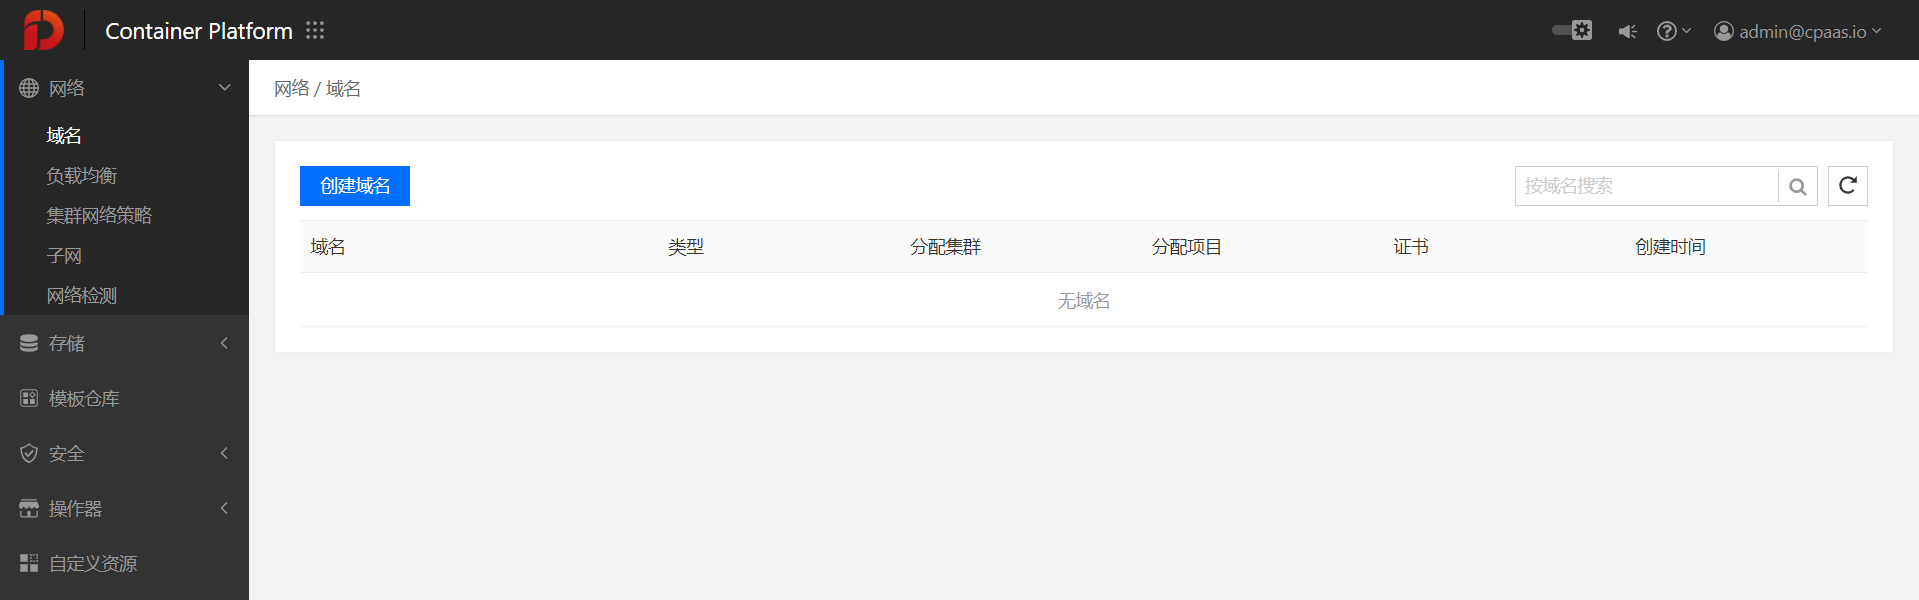 Container Platform
admin@cpaas.io
网络
域名
负载均衡
集群网络策略
子网
网络检测
存储
模板仓库
安全
操作器
自定义资源
网络 / 域名
创建域名
按域名搜索
域名 类型 分配集群 分配项目 证书 创建时间
无域名